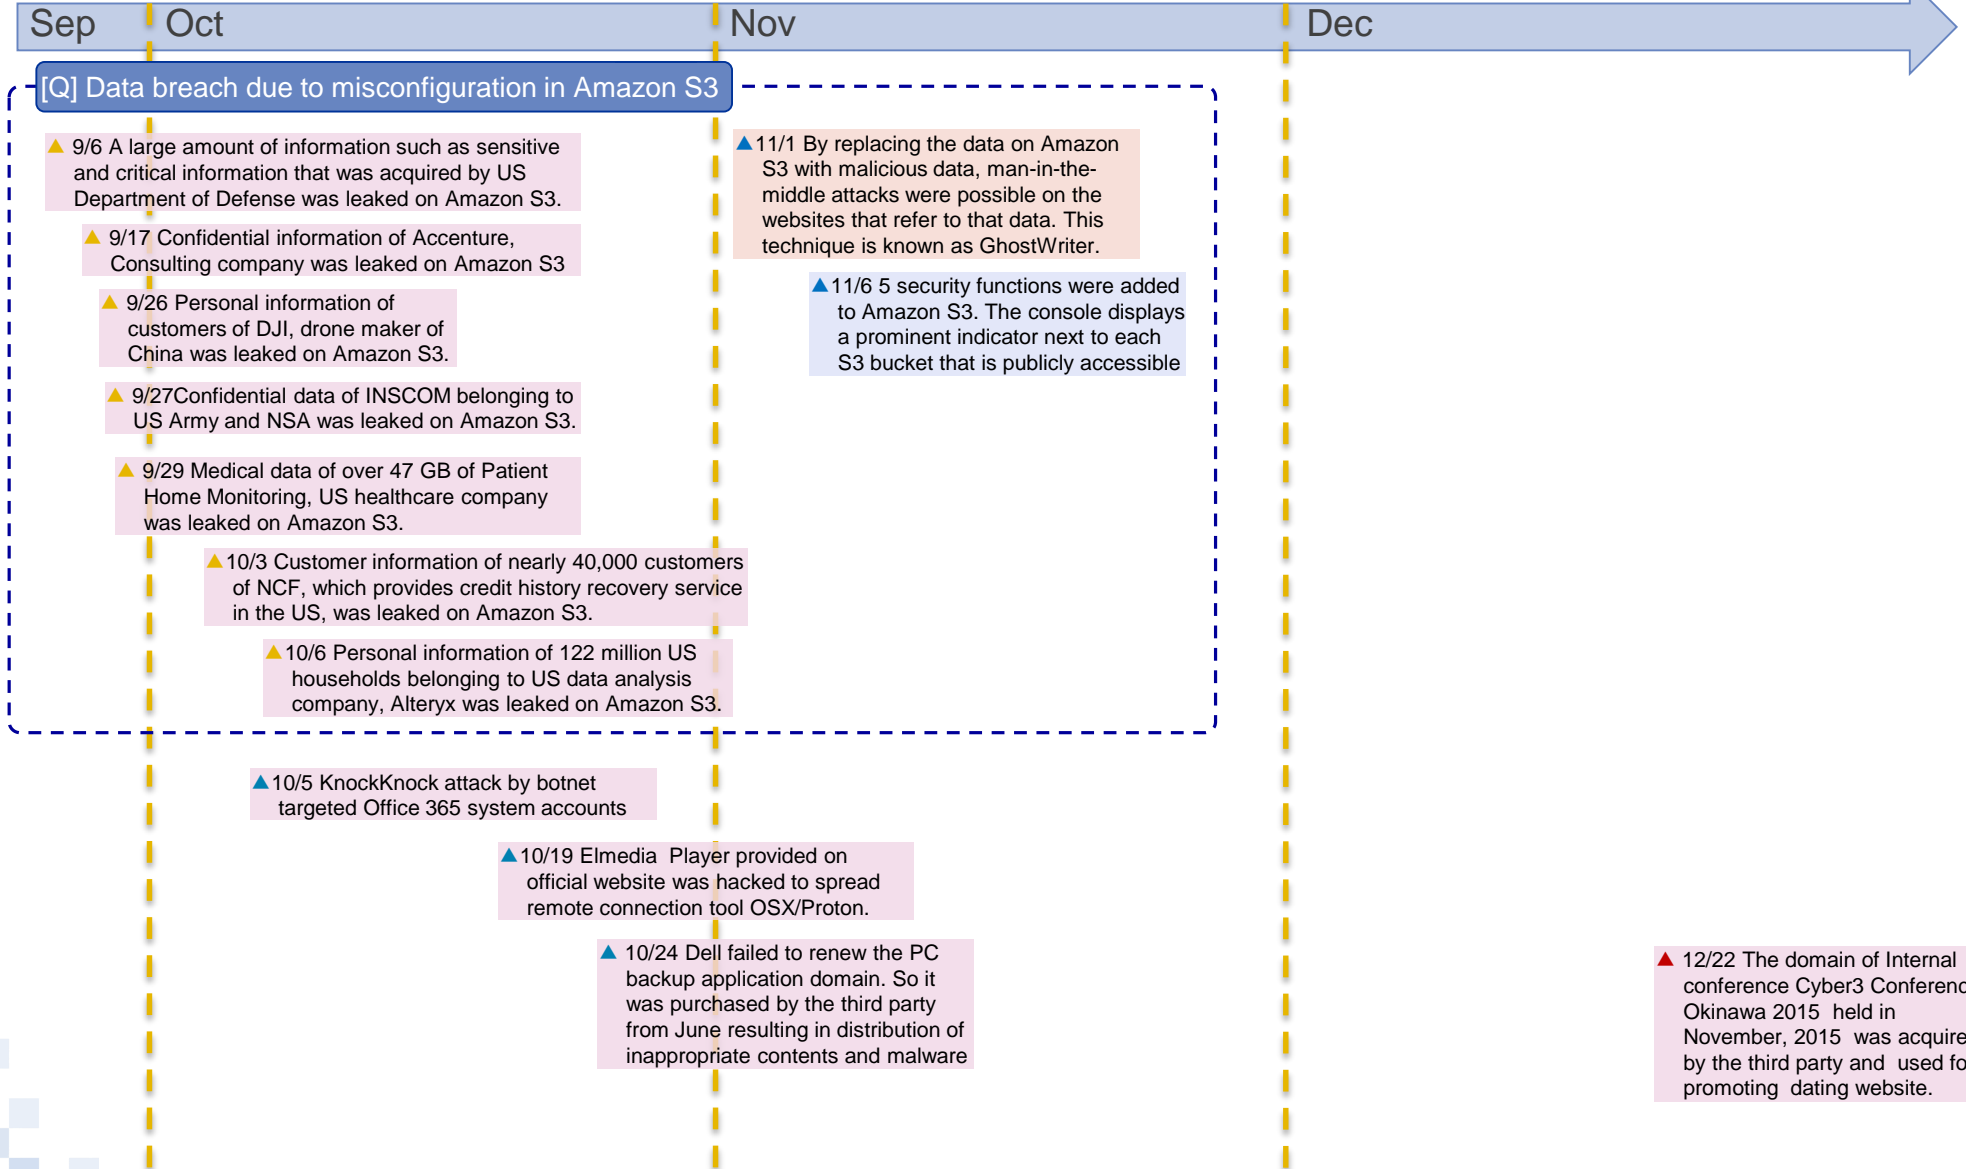 Sep Oct Nov Dec
[Q] Data breach due to misconfiguration in Amazon S3
9/6 A large amount of information such as sensitive
and critical information that was acquired by US
Department of Defense was leaked on Amazon S3.
9/17 Confidential information of Accenture,
Consulting company was leaked on Amazon S3
9/26 Personal information of
customers of DJI, drone maker of
China was leaked on Amazon S3.
9/27Confidential data of INSCOM belonging to
US Army and NSA was leaked on Amazon S3.
9/29 Medical data of over 47 GB of Patient
Home Monitoring, US healthcare company
was leaked on Amazon S3.
10/3 Customer information of nearly 40,000 customers
of NCF, which provides credit history recovery service
in the US, was leaked on Amazon S3.
10/6 Personal information of 122 million US
households belonging to US data analysis
company, Alteryx was leaked on Amazon S3.
11/1 By replacing the data on Amazon
S3 with malicious data, man-in-the-
middle attacks were possible on the
websites that refer to that data. This
technique is known as GhostWriter.
11/6 5 security functions were added
to Amazon S3. The console displays
a prominent indicator next to each
S3 bucket that is publicly accessible
10/5 KnockKnock attack by botnet
targeted Office 365 system accounts
10/19 Elmedia Player provided on
official website was hacked to spread
remote connection tool OSX/Proton.
10/24 Dell failed to renew the PC
backup application domain. So it
was purchased by the third party
from June resulting in distribution of
inappropriate contents and malware
12/22 The domain of Internal
conference Cyber3 Conferenc
Okinawa 2015 held in
November, 2015 was acquire
by the third party and used fo
promoting dating website.